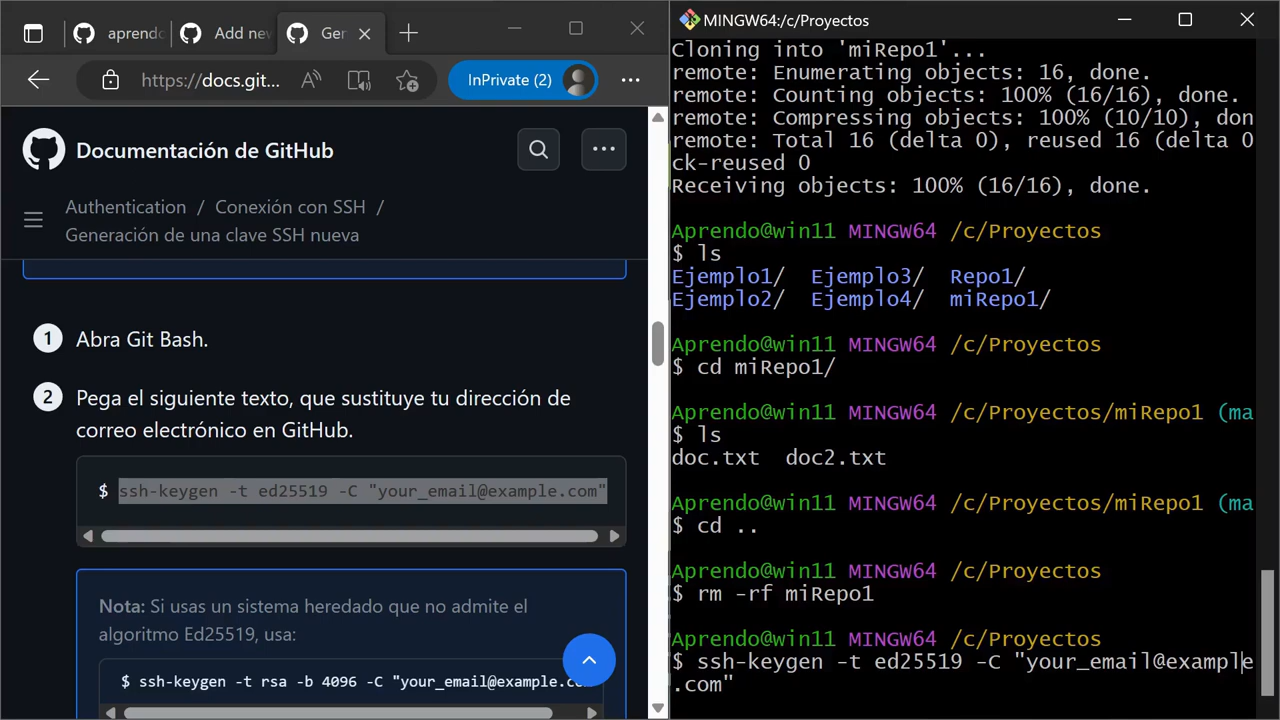 aprend
Add new
Ger
https://docs.git...
InPrivate (2)
Documentación de GitHub
Authentication / Conexión con SSH /
Generación de una clave SSH nueva
1 Abra Git Bash.
2 Pega el siguiente texto, que sustituye tu dirección de
correo electrónico en GitHub.
$ ssh-keygen -t ed25519 -C "your_email@example.com"
Nota: Si usas un sistema heredado que no admite el
algoritmo Ed25519, usa:
$ ssh-keygen -t rsa -b 4096 -C "your_email@example.co
MINGW64:/c/Proyectos
Cloning into 'miRepo1'...
remote: Enumerating objects: 16, done.
remote: Counting objects: 100% (16/16), done.
remote: Compressing objects: 100% (10/10), don
remote: Total 16 (delta 0), reused 16 (delta 0
ck-reused 0
Receiving objects: 100% (16/16), done.
Aprendo@win11 MINGW64 /c/Proyectos
$ ls
Ejemplo1/ Ejemplo3/ Repo1/
Ejemplo2/ Ejemplo4/ miRepo1/
Aprendo@win11 MINGW64 /c/Proyectos
$ cd miRepo1/
Aprendo@win11 MINGW64 /c/Proyectos/miRepo1 (ma
$ ls
doc.txt doc2.txt
Aprendo@win11 MINGW64 /c/Proyectos/miRepo1 (ma
$ cd ..
Aprendo@win11 MINGW64 /c/Proyectos
$ rm -rf miRepo1
Aprendo@win11 MINGW64 /c/Proyectos
$ ssh-keygen -t ed25519 -C "your_email@example
.com"